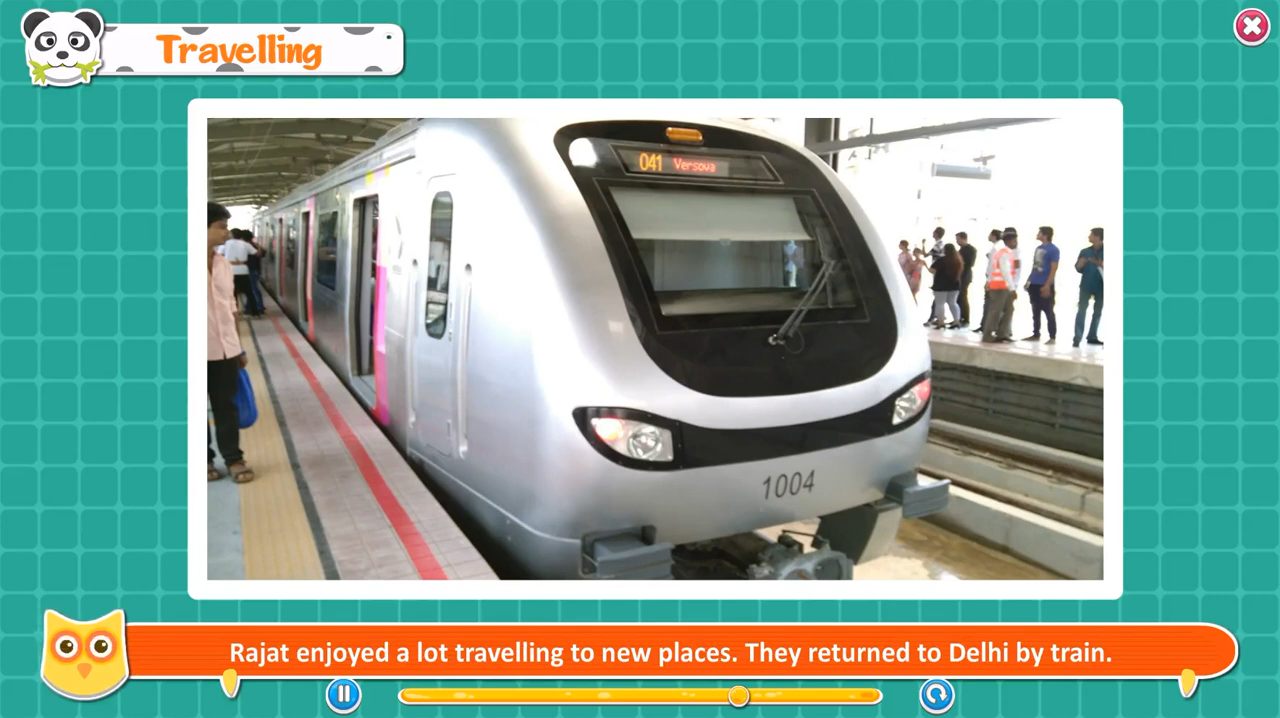 Travelling
041 Versova
1004
Rajat enjoyed a lot travelling to new places. They returned to Delhi by train.